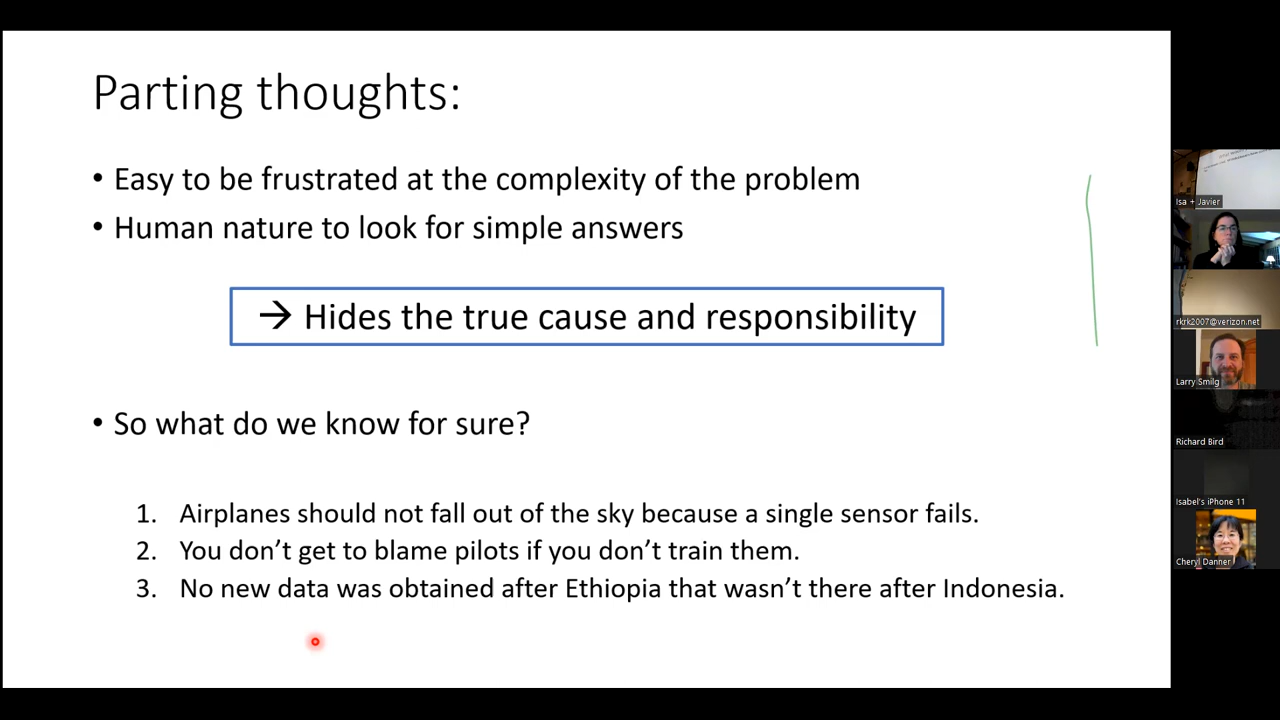 Parting thoughts:
• Easy to be frustrated at the complexity of the problem
• Human nature to look for simple answers
→ Hides the true cause and responsibility
• So what do we know for sure?
1. Airplanes should not fall out of the sky because a single sensor fails.
2. You don't get to blame pilots if you don't train them.
3. No new data was obtained after Ethiopia that wasn't there after Indonesia.
Isa + Javier
rkrk2007@verizon.net
Larry Smilg
Richard Bird
Isabel's iPhone 11
Cheryl Danner